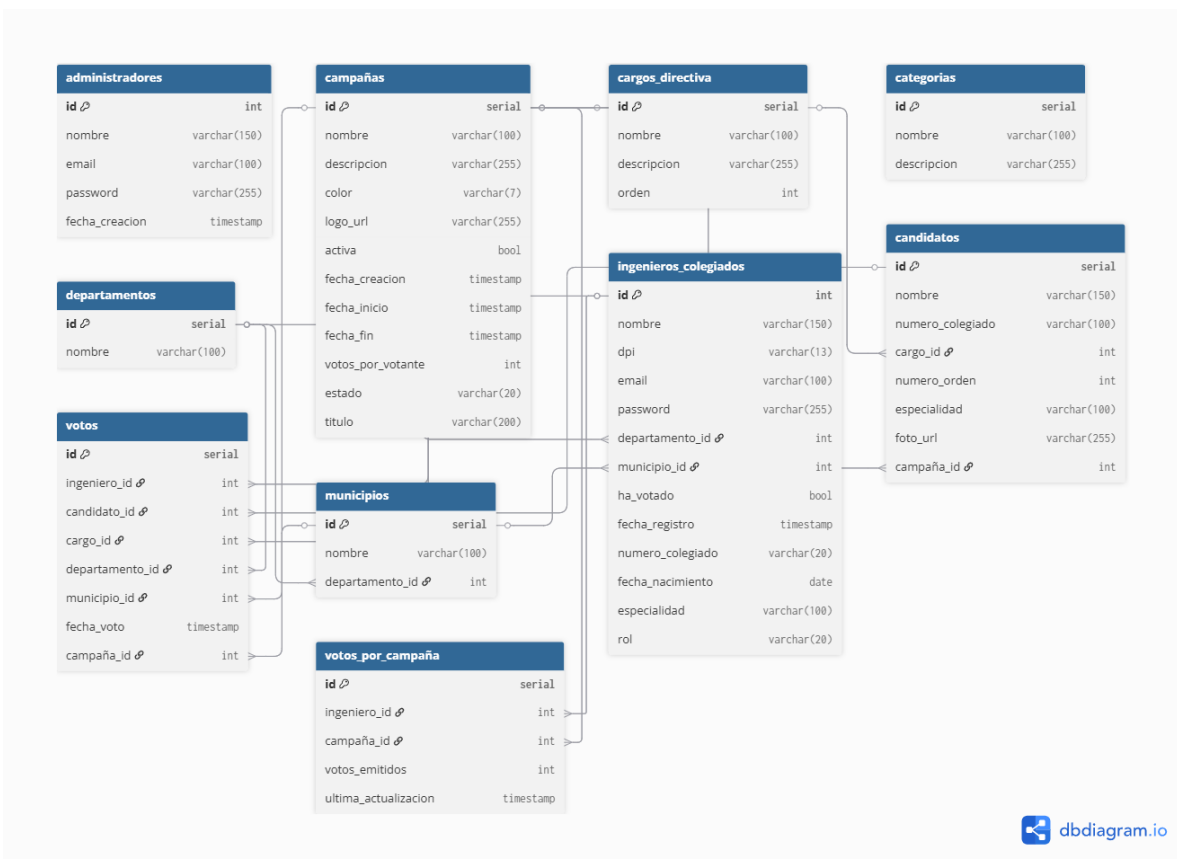 administradores
id int
nombre varchar(150)
email varchar(100)
password varchar(255)
fecha_creacion timestamp
campañas
id serial
nombre varchar(100)
descripcion varchar(255)
color varchar(7)
logo_url varchar(255)
activa bool
fecha_creacion timestamp
fecha_inicio timestamp
fecha_fin timestamp
votos_por_votante int
estado varchar(20)
titulo varchar(200)
cargos_directiva
id serial
nombre varchar(100)
descripcion varchar(255)
orden int
categorias
id serial
nombre varchar(100)
descripcion varchar(255)
departamentos
id serial
nombre varchar(100)
ingenieros_colegiados
id int
nombre varchar(150)
dpi varchar(13)
email varchar(100)
password varchar(255)
departamento_id int
municipio_id int
ha_votado bool
fecha_registro timestamp
numero_colegiado varchar(20)
fecha_nacimiento date
especialidad varchar(100)
rol varchar(20)
candidatos
id serial
nombre varchar(150)
numero_colegiado varchar(100)
cargo_id int
numero_orden int
especialidad varchar(100)
foto_url varchar(255)
campaña_id int
votos
id serial
ingeniero_id int
candidato_id int
cargo_id int
departamento_id int
municipio_id int
fecha_voto timestamp
campaña_id int
municipios
id serial
nombre varchar(100)
departamento_id int
votos_por_campaña
id serial
ingeniero_id int
campaña_id int
votos_emitidos int
ultima_actualizacion timestamp
dbdiagram.io